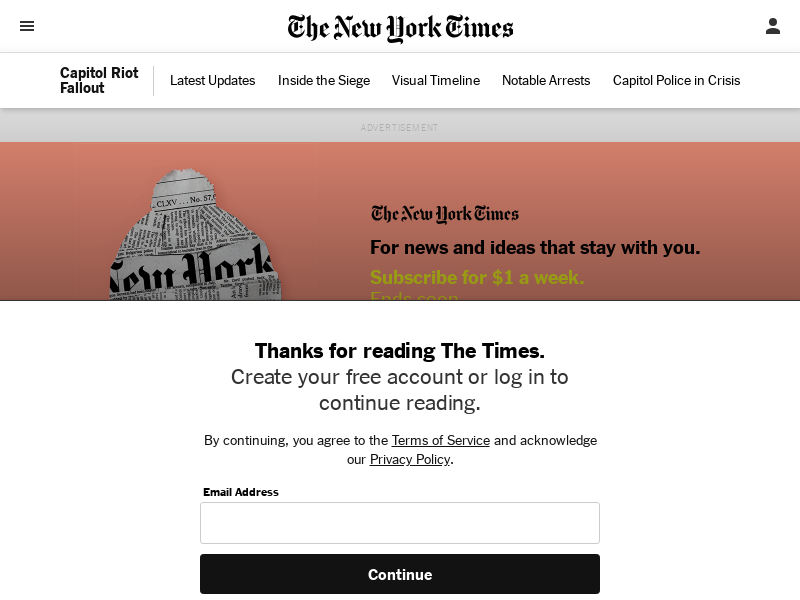 The New York Times
Capitol Riot
Fallout
Latest Updates
Inside the Siege
Visual Timeline
Notable Arrests
Capitol Police in Crisis
ADVERTISEMENT
CLXV . . . No. 57,
New York
The New York Times
For news and ideas that stay with you.
Subscribe for $1 a week.
Ends soon.
Thanks for reading The Times.
Create your free account or log in to
continue reading.
By continuing, you agree to the Terms of Service and acknowledge
our Privacy Policy.
Email Address
Continue